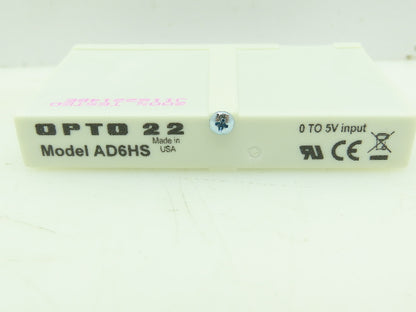 OPTO 22
Made in
USA
Model AD6HS
0 TO 5V input
CE